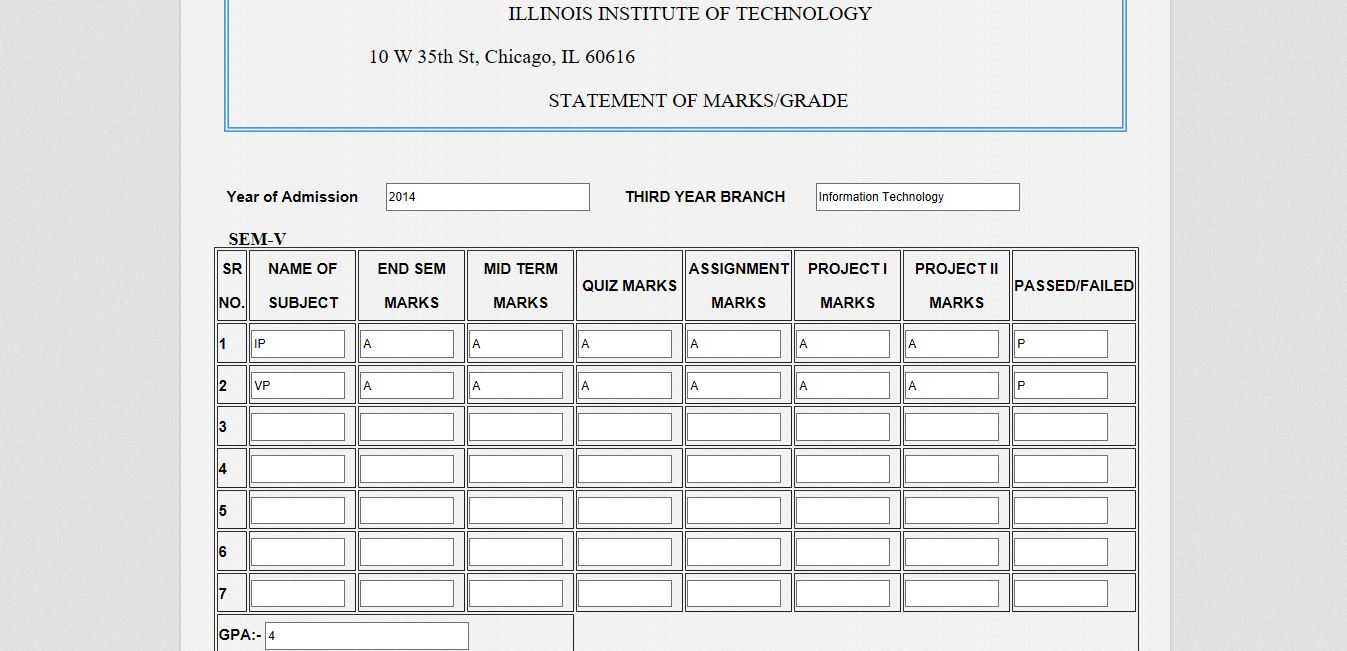 ILLINOIS INSTITUTE OF TECHNOLOGY
10 W 35th St, Chicago, IL 60616
STATEMENT OF MARKS/GRADE
Year of Admission 2014 THIRD YEAR BRANCH Information Technology
SEM-V
SR NO. NAME OF SUBJECT END SEM MARKS MID TERM MARKS QUIZ MARKS ASSIGNMENT MARKS PROJECT I MARKS PROJECT II MARKS PASSED/FAILED
1 IP A A A A A A P
2 VP A A A A A A P
3
4
5
6
7
GPA:- 4